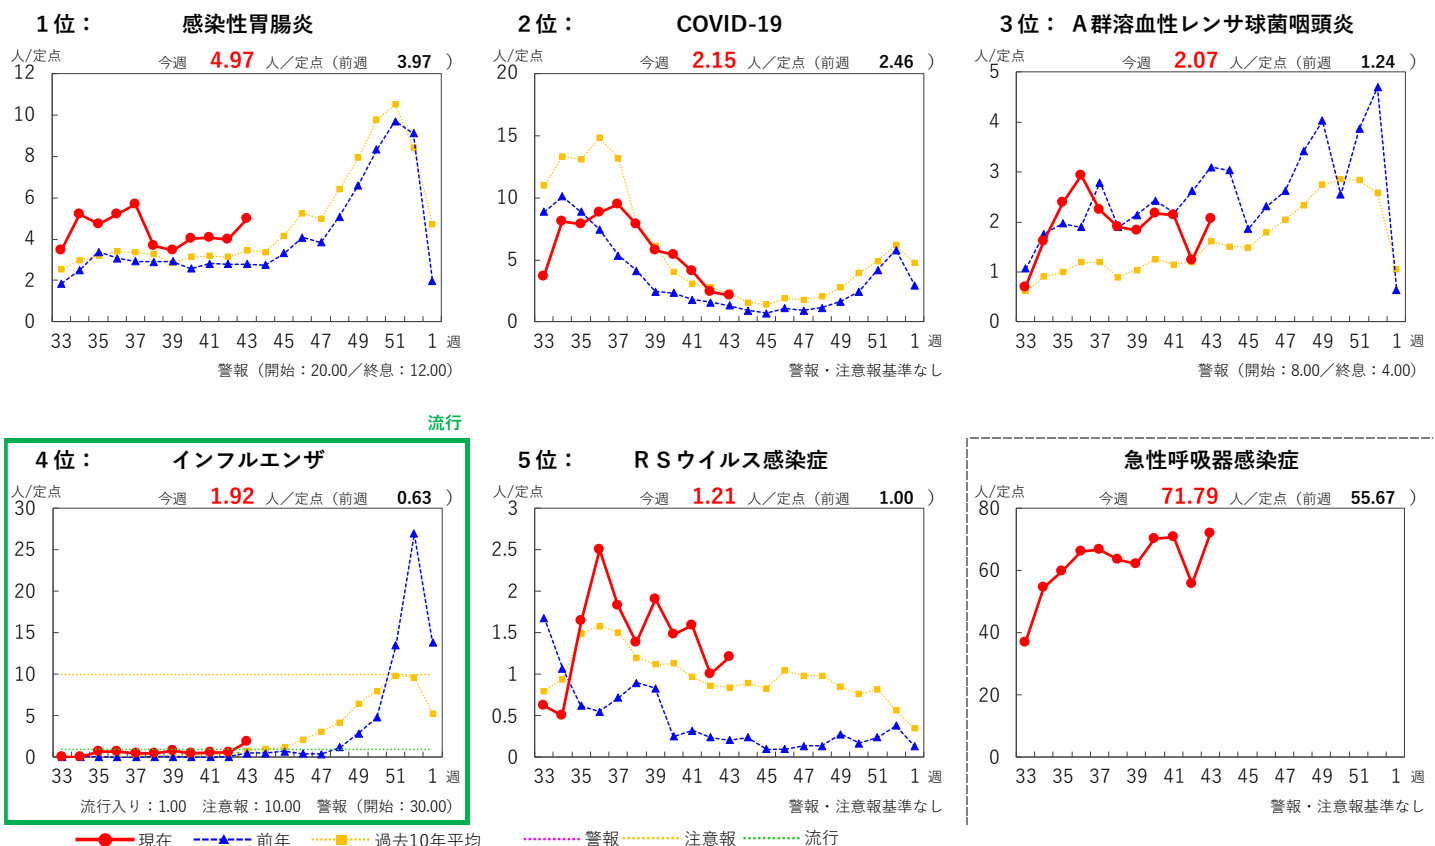 1位： 感染性胃腸炎
人/定点
今週 4.97 人／定点（前週 3.97 ）
12
10
8
6
4
2
0
33 35 37 39 41 43 45 47 49 51 1 週
警報（開始：20.00／終息：12.00）
2位： COVID-19
人/定点
今週 2.15 人／定点（前週 2.46 ）
20
15
10
5
0
33 35 37 39 41 43 45 47 49 51 1 週
警報・注意報基準なし
3位： A群溶血性レンサ球菌咽頭炎
人/定点
今週 2.07 人／定点（前週 1.24 ）
5
4
3
2
1
0
33 35 37 39 41 43 45 47 49 51 1 週
警報（開始：8.00／終息：4.00）
流行
4位： インフルエンザ
人/定点
今週 1.92 人／定点（前週 0.63 ）
30
25
20
15
10
5
0
33 35 37 39 41 43 45 47 49 51 1 週
流行入り：1.00 注意報：10.00 警報（開始：30.00）
5位： ＲＳウイルス感染症
人/定点
今週 1.21 人／定点（前週 1.00 ）
3
2.5
2
1.5
1
0.5
0
33 35 37 39 41 43 45 47 49 51 1 週
警報・注意報基準なし
急性呼吸器感染症
人/定点
今週 71.79 人／定点（前週 55.67 ）
80
60
40
20
0
33 35 37 39 41 43 45 47 49 51 1 週
警報・注意報基準なし
現在 前年 過去10年平均 警報 注意報 流行